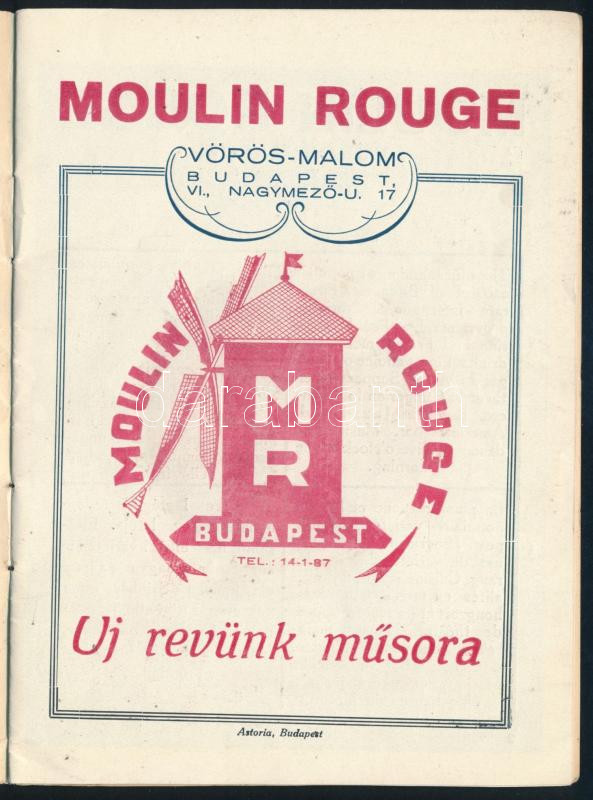 MOULIN ROUGE
VÖRÖS-MALOM
BUDAPEST,
VI., NAGYMEZŐ-U. 17
MOULIN ROUGE
M
R
BUDAPEST
TEL.: 14-1-87
Uj revünk műsora
Astoria, Budapest
darabanth